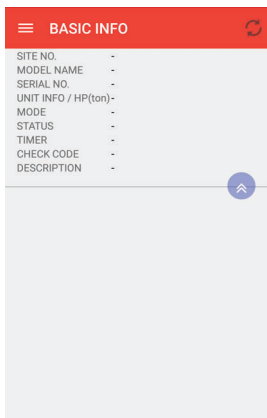 BASIC INFO
SITE NO. -
MODEL NAME -
SERIAL NO. -
UNIT INFO / HP(ton) -
MODE -
STATUS -
TIMER -
CHECK CODE -
DESCRIPTION -